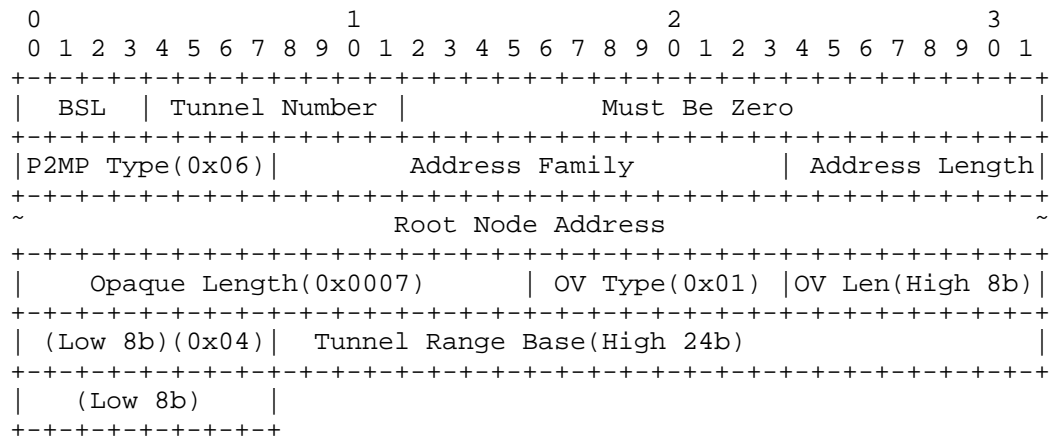 0                   1                   2                   3
 0 1 2 3 4 5 6 7 8 9 0 1 2 3 4 5 6 7 8 9 0 1 2 3 4 5 6 7 8 9 0 1
+-+-+-+-+-+-+-+-+-+-+-+-+-+-+-+-+-+-+-+-+-+-+-+-+-+-+-+-+-+-+-+-+
|  BSL  | Tunnel Number |            Must Be Zero               |
+-+-+-+-+-+-+-+-+-+-+-+-+-+-+-+-+-+-+-+-+-+-+-+-+-+-+-+-+-+-+-+-+
|P2MP Type(0x06)|        Address Family         | Address Length|
+-+-+-+-+-+-+-+-+-+-+-+-+-+-+-+-+-+-+-+-+-+-+-+-+-+-+-+-+-+-+-+-+
~                       Root Node Address                       ~
+-+-+-+-+-+-+-+-+-+-+-+-+-+-+-+-+-+-+-+-+-+-+-+-+-+-+-+-+-+-+-+-+
|    Opaque Length(0x0007)      | OV Type(0x01) |OV Len(High 8b)|
+-+-+-+-+-+-+-+-+-+-+-+-+-+-+-+-+-+-+-+-+-+-+-+-+-+-+-+-+-+-+-+-+
| (Low 8b)(0x04)|  Tunnel Range Base(High 24b)                  |
+-+-+-+-+-+-+-+-+-+-+-+-+-+-+-+-+-+-+-+-+-+-+-+-+-+-+-+-+-+-+-+-+
|   (Low 8b)    |
+-+-+-+-+-+-+-+-+